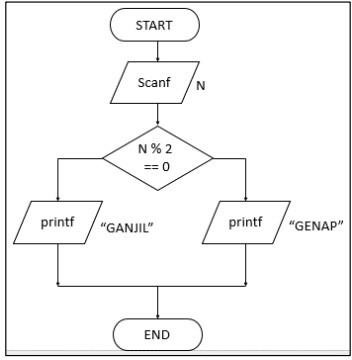 START
Scanf
N
N % 2
== 0
printf
"GANJIL"
printf
"GENAP"
END